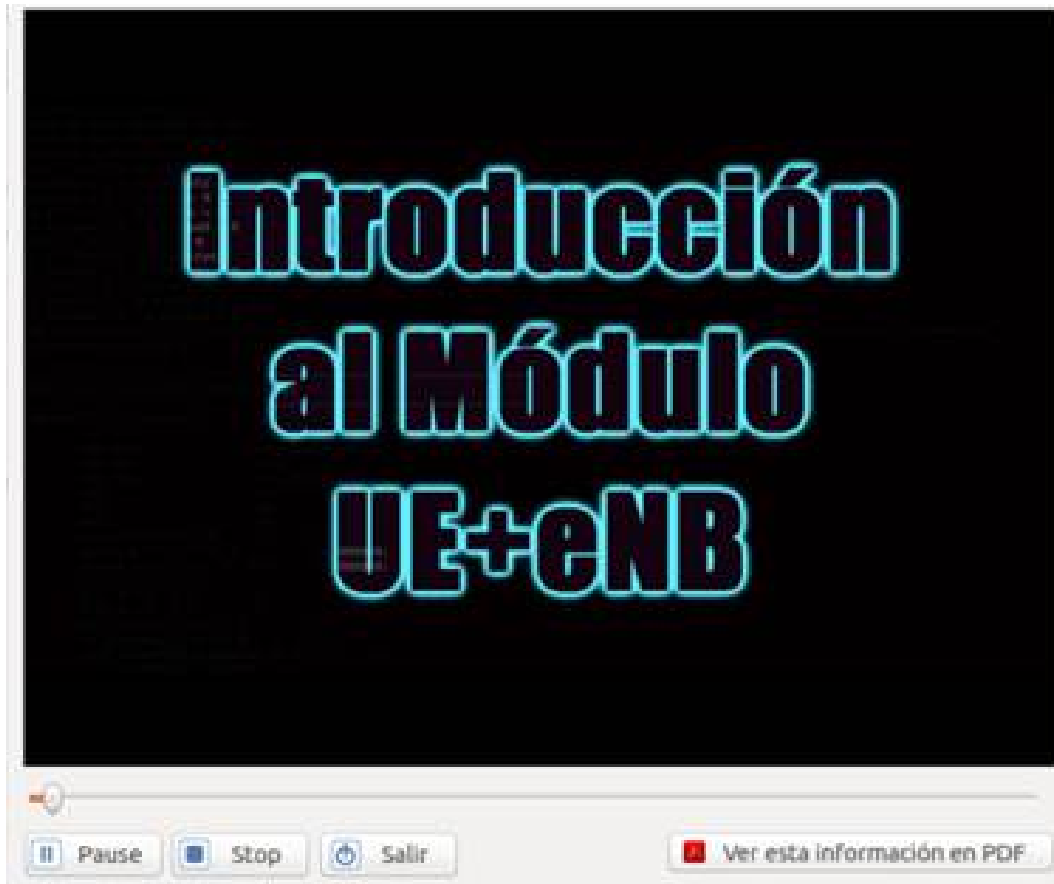 Introducción
al Módulo
UE+eNB
Pause Stop Salir Ver esta información en PDF